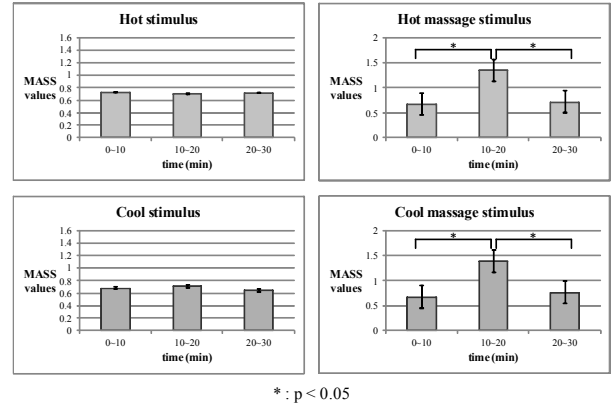 Hot stimulus
1.6
1.4
1.2
1
0.8
0.6
0.4
0.2
0
MASS
values
0~10
10~20
20~30
time (min)
Hot massage stimulus
2
1.5
1
0.5
0
MASS
values
*
*
0~10
10~20
20~30
time (min)
Cool stimulus
1.6
1.4
1.2
1
0.8
0.6
0.4
0.2
0
MASS
values
0~10
10~20
20~30
time (min)
Cool massage stimulus
2
1.5
1
0.5
0
MASS
values
*
*
0~10
10~20
20~30
time (min)
* : p < 0.05